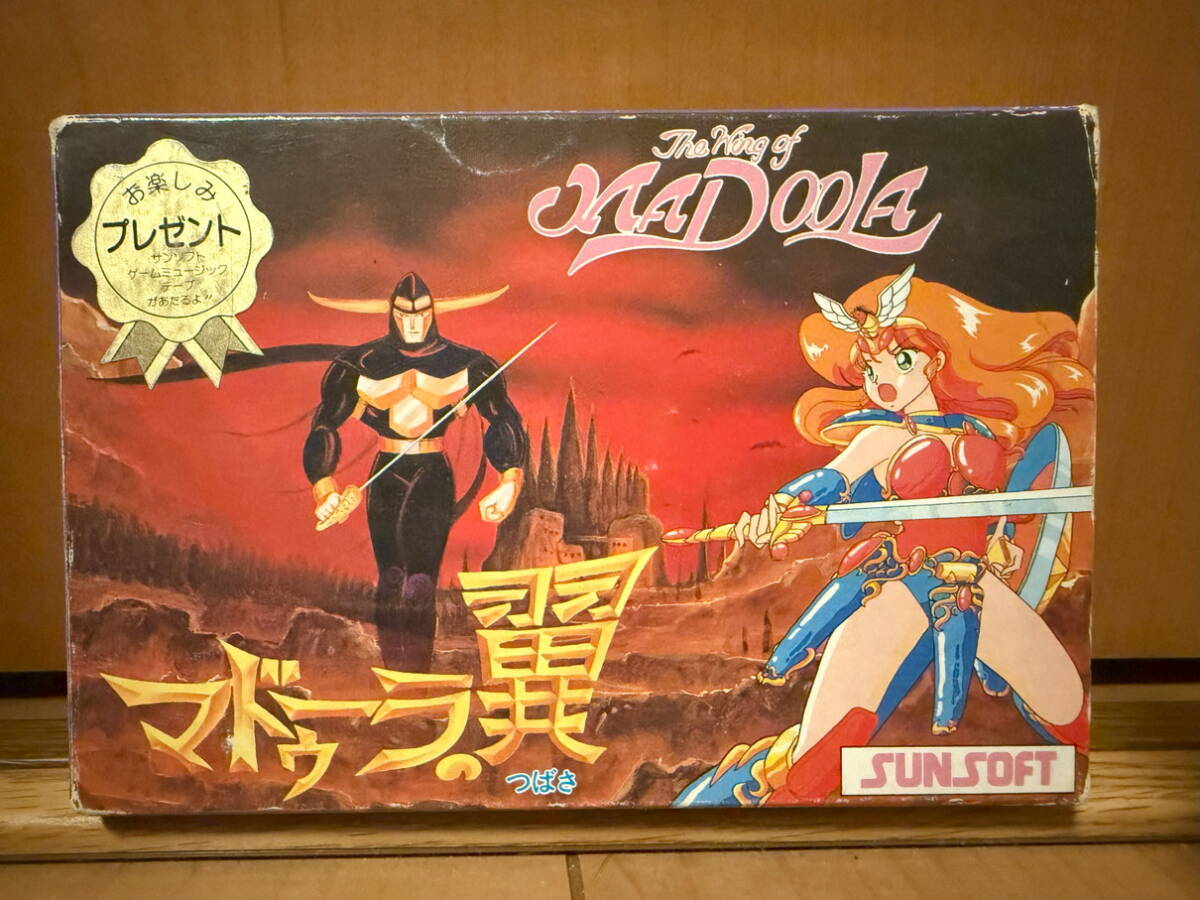 お楽しみ
プレゼント
サンソフト
ゲームミュージック
テープ
があたるよ!!
The Wing of
MADOOLA
マドゥーラの翼
つばさ
SUNSOFT